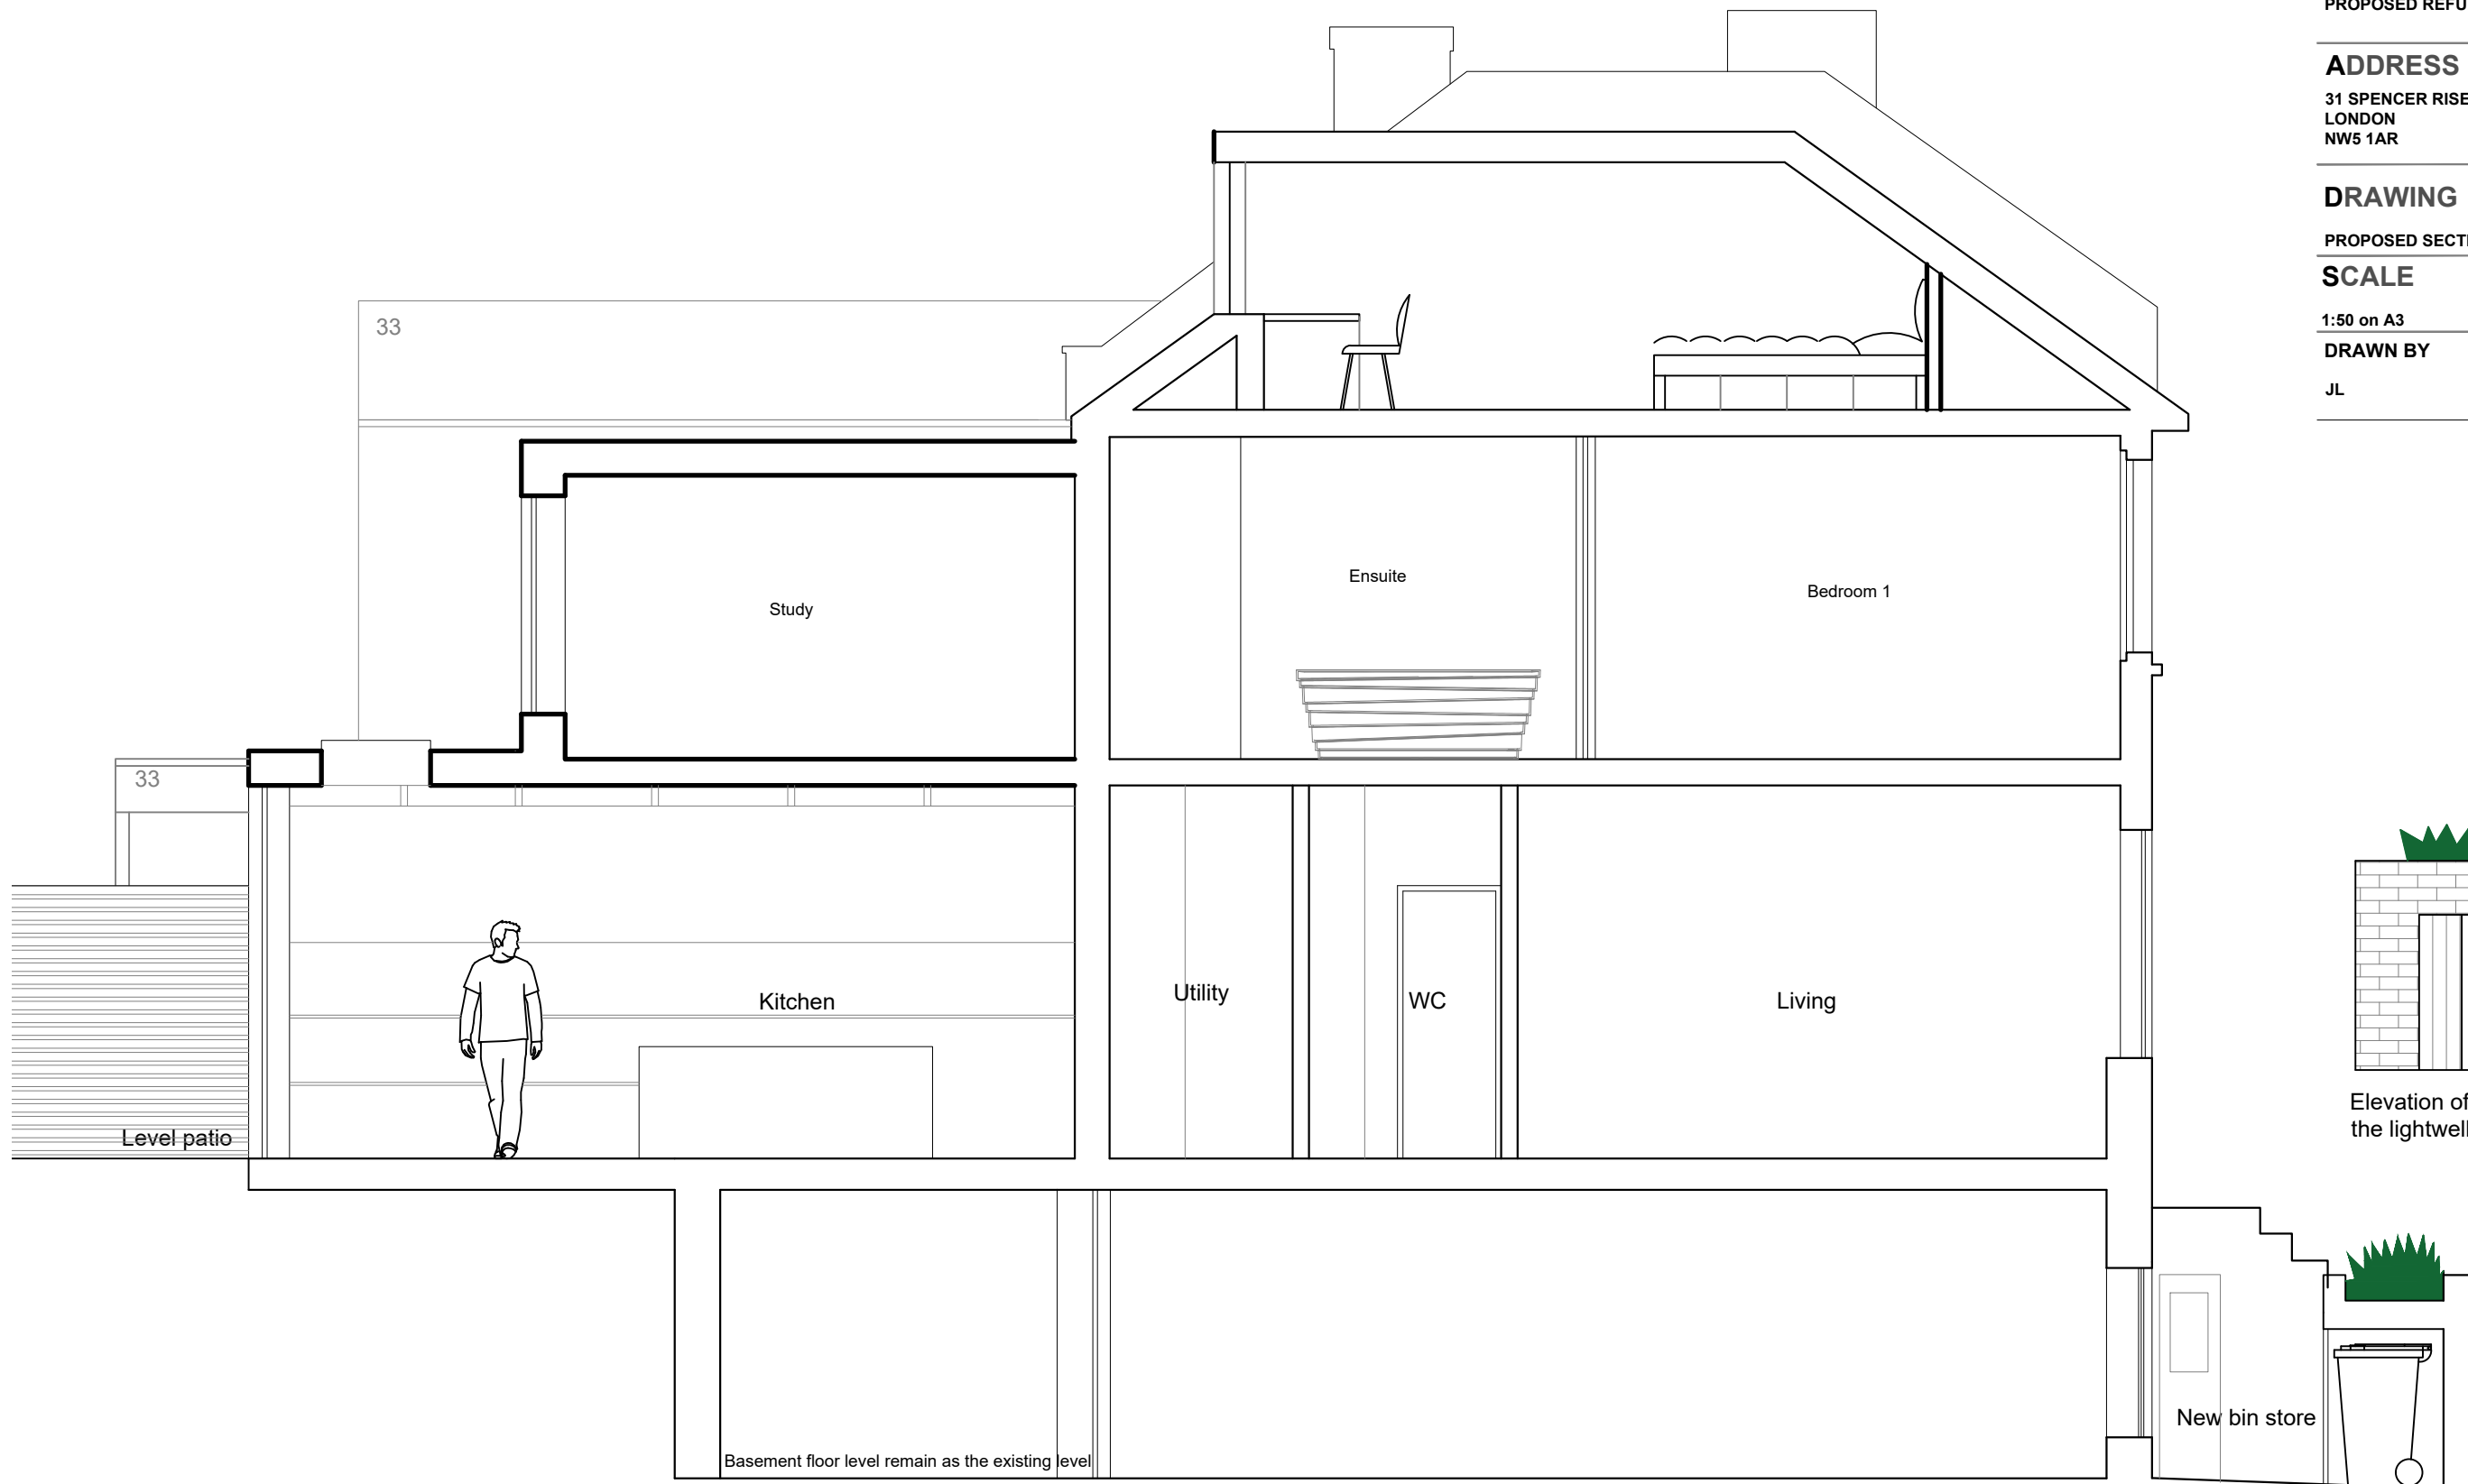 PROPOSED REFU
ADDRESS
31 SPENCER RISE
LONDON
NW5 1AR
DRAWING
PROPOSED SECT
SCALE
1:50 on A3
DRAWN BY
JL
33
Study
Ensuite
Bedroom 1
33
Kitchen
Utility
WC
Living
Level patio
Elevation of
the lightwell
New bin store
Basement floor level remain as the existing level